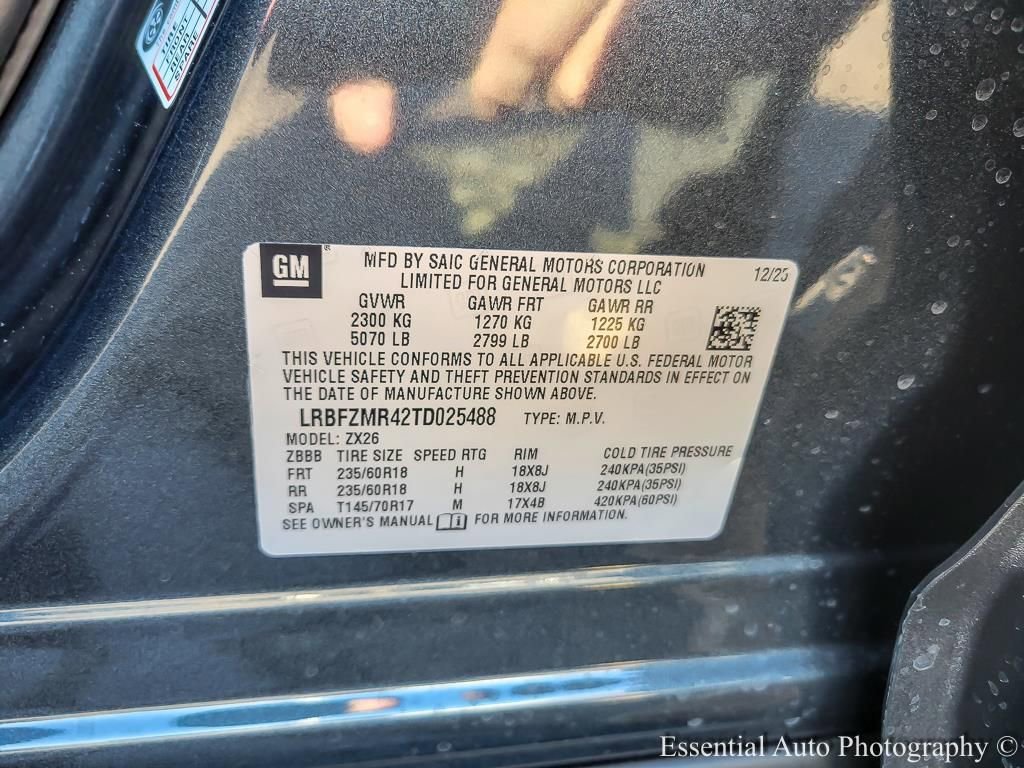 TIRE
FRONT
REAR
SPARE
GM
MFD BY SAIC GENERAL MOTORS CORPORATION
LIMITED FOR GENERAL MOTORS LLC
GVWR GAWR FRT GAWR RR
2300 KG 1270 KG 1225 KG
5070 LB 2799 LB 2700 LB
THIS VEHICLE CONFORMS TO ALL APPLICABLE U.S. FEDERAL MOTOR
VEHICLE SAFETY AND THEFT PREVENTION STANDARDS IN EFFECT ON
THE DATE OF MANUFACTURE SHOWN ABOVE.
LRBFZMR42TD025488 TYPE: M.P.V.
MODEL: ZX26
ZBBB TIRE SIZE SPEED RTG RIM COLD TIRE PRESSURE
FRT 235/60R18 H 18X8J 240KPA(35PSI)
RR 235/60R18 H 18X8J 240KPA(35PSI)
SPA T145/70R17 M 17X4B 420KPA(60PSI)
SEE OWNER'S MANUAL FOR MORE INFORMATION.
Essential Auto Photography ©